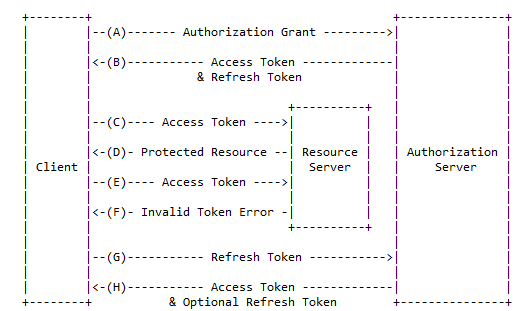 --(A)------- Authorization Grant --------->
<-(B)----------- Access Token -------------
& Refresh Token
--(C)---- Access Token ---->
<-(D)- Protected Resource --
Resource
Server
Authorization
Server
Client
--(E)---- Access Token ---->
<-(F)- Invalid Token Error -
--(G)----------- Refresh Token ----------->
<-(H)----------- Access Token -------------
& Optional Refresh Token